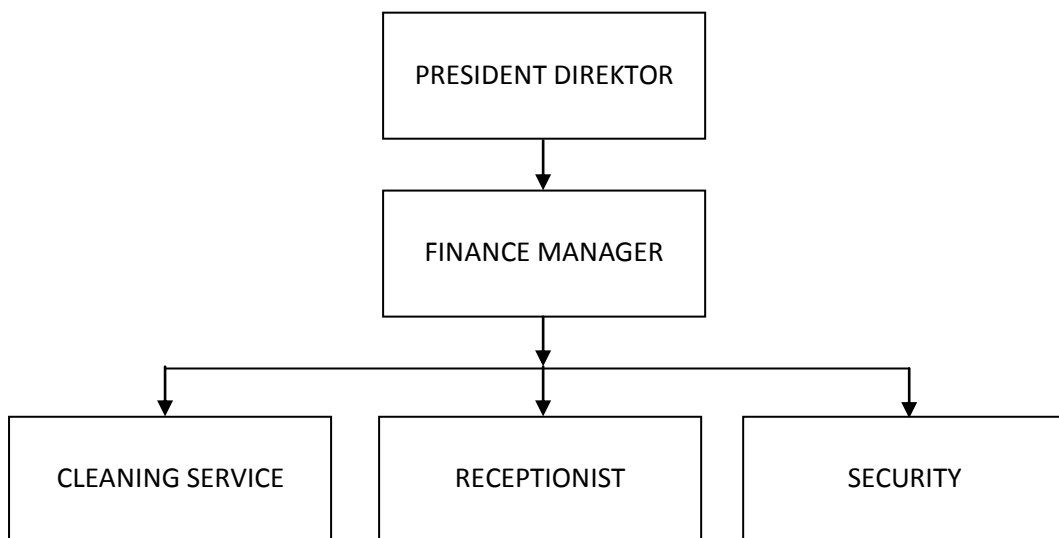 PRESIDENT DIREKTOR
FINANCE MANAGER
CLEANING SERVICE
RECEPTIONIST
SECURITY